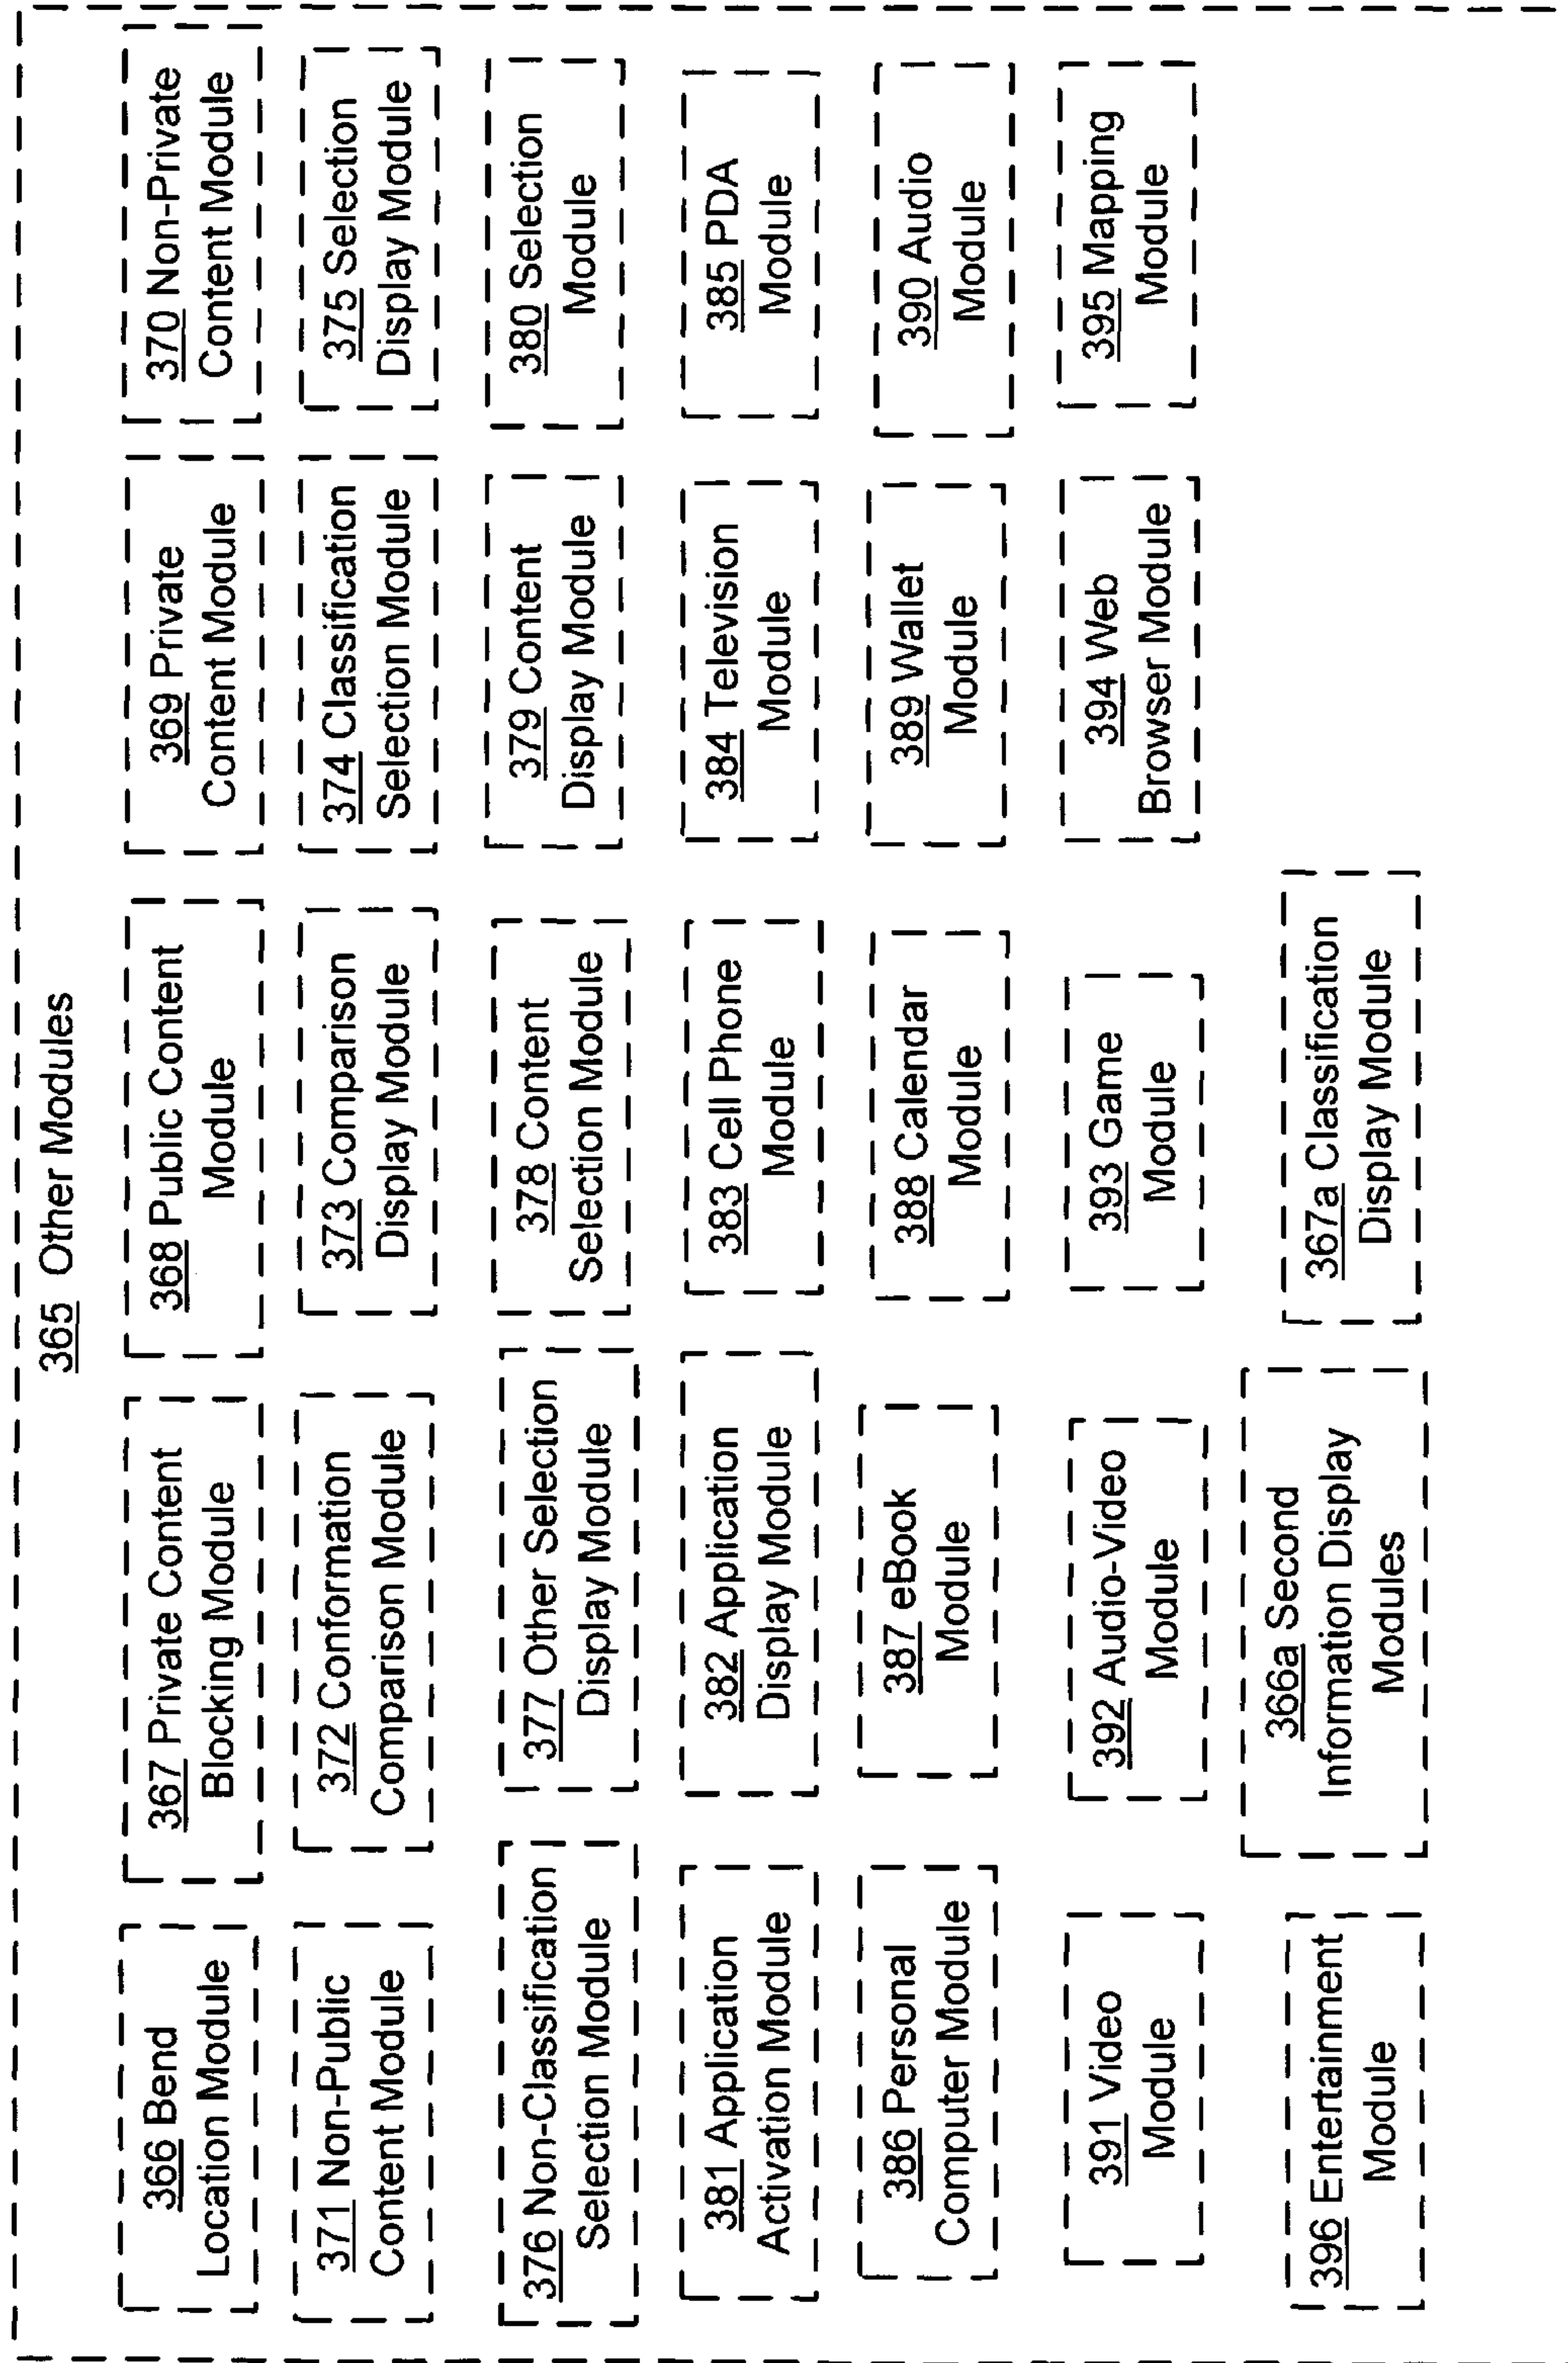 365 Other Modules
366 Bend
Location Module
367 Private Content
Blocking Module
368 Public Content
Module
369 Private
Content Module
370 Non-Private
Content Module
371 Non-Public
Content Module
372 Conformation
Comparison Module
373 Comparison
Display Module
374 Classification
Selection Module
375 Selection
Display Module
376 Non-Classification
Selection Module
377 Other Selection
Display Module
378 Content
Selection Module
379 Content
Display Module
380 Selection
Module
381 Application
Activation Module
382 Application
Display Module
383 Cell Phone
Module
384 Television
Module
385 PDA
Module
386 Personal
Computer Module
387 eBook
Module
388 Calendar
Module
389 Wallet
Module
390 Audio
Module
391 Video
Module
392 Audio-Video
Module
393 Game
Module
394 Web
Browser Module
395 Mapping
Module
396 Entertainment
Module
366a Second
Information Display
Modules
367a Classification
Display Module